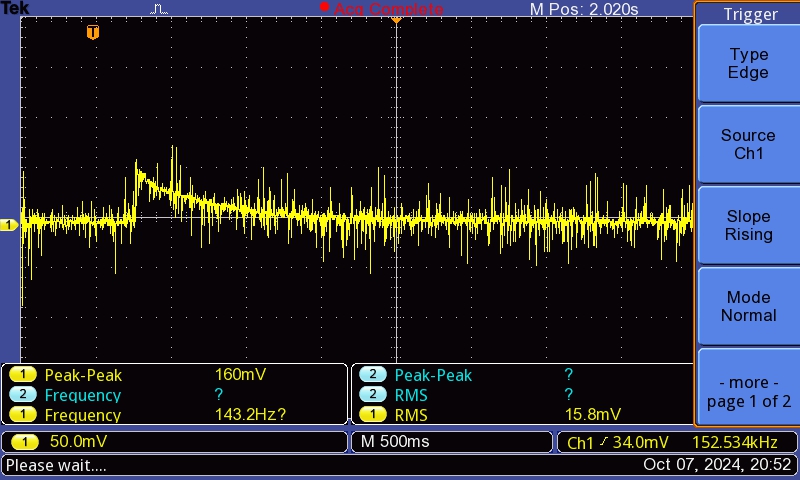 Tek
Acq Complete
M Pos: 2.020s
Trigger
T
Type
Edge
Source
Ch1
Slope
Rising
Mode
Normal
- more -
page 1 of 2
1
1 Peak-Peak 160mV
2 Frequency ?
1 Frequency 143.2Hz?
2 Peak-Peak ?
2 RMS ?
1 RMS 15.8mV
1 50.0mV
M 500ms
Ch1 34.0mV 152.534kHz
Please wait....
Oct 07, 2024, 20:52